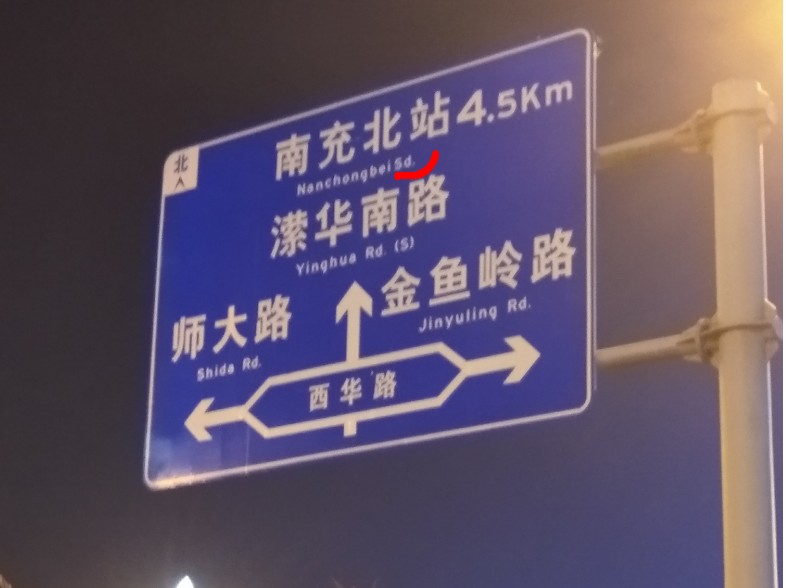 北
南充北站4.5Km
Nanchongbei Sd.
潆华南路
Yinghua Rd. (S)
师大路
Shida Rd.
金鱼岭路
Jinyuling Rd.
西华路